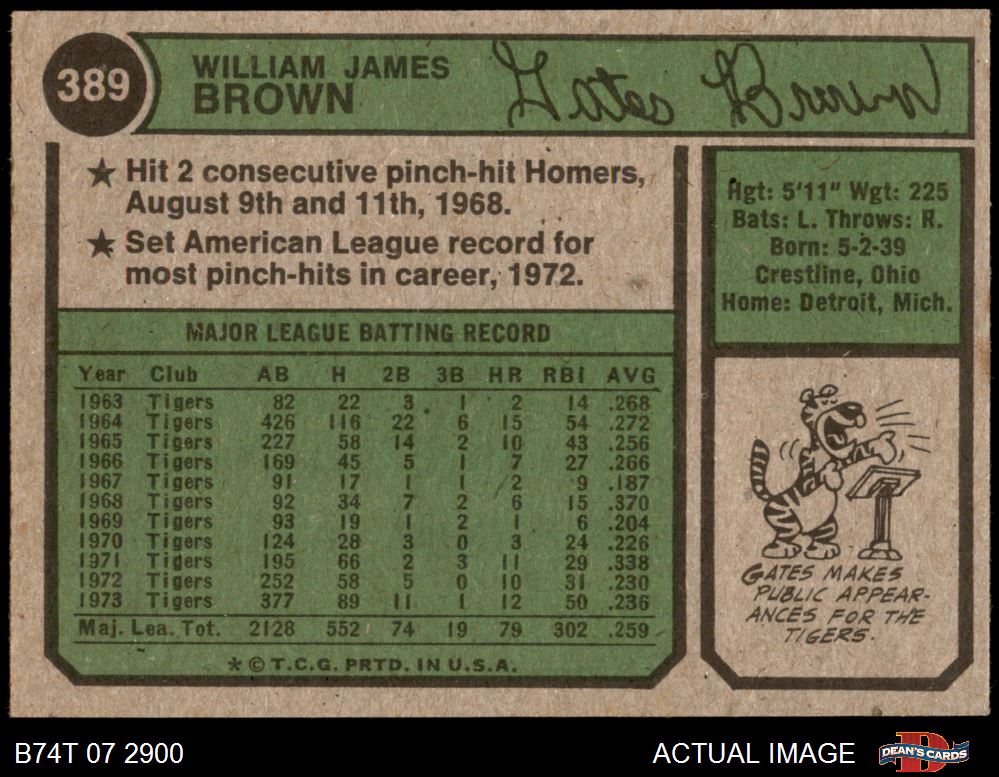 389
WILLIAM JAMES
BROWN
Gates Brown
★ Hit 2 consecutive pinch-hit Homers,
August 9th and 11th, 1968.
★ Set American League record for
most pinch-hits in career, 1972.
Hgt: 5'11" Wgt: 225
Bats: L. Throws: R.
Born: 5-2-39
Crestline, Ohio
Home: Detroit, Mich.
MAJOR LEAGUE BATTING RECORD
Year Club AB H 2B 3B HR RBI AVG
1963 Tigers 82 22 3 1 2 14 .268
1964 Tigers 426 116 22 6 15 54 .272
1965 Tigers 227 58 14 2 10 43 .256
1966 Tigers 169 45 5 1 7 27 .266
1967 Tigers 91 17 1 1 2 9 .187
1968 Tigers 92 34 7 2 6 15 .370
1969 Tigers 93 19 1 2 1 6 .204
1970 Tigers 124 28 3 0 3 24 .226
1971 Tigers 195 66 2 3 11 29 .338
1972 Tigers 252 58 5 0 10 31 .230
1973 Tigers 377 89 11 1 12 50 .236
Maj. Lea. Tot. 2128 552 74 19 79 302 .259
* © T.C.G. PRTD. IN U.S.A.
GATES MAKES
PUBLIC APPEAR-
ANCES FOR THE
TIGERS.
B74T 07 2900
ACTUAL IMAGE
D
DEAN'S CARDS